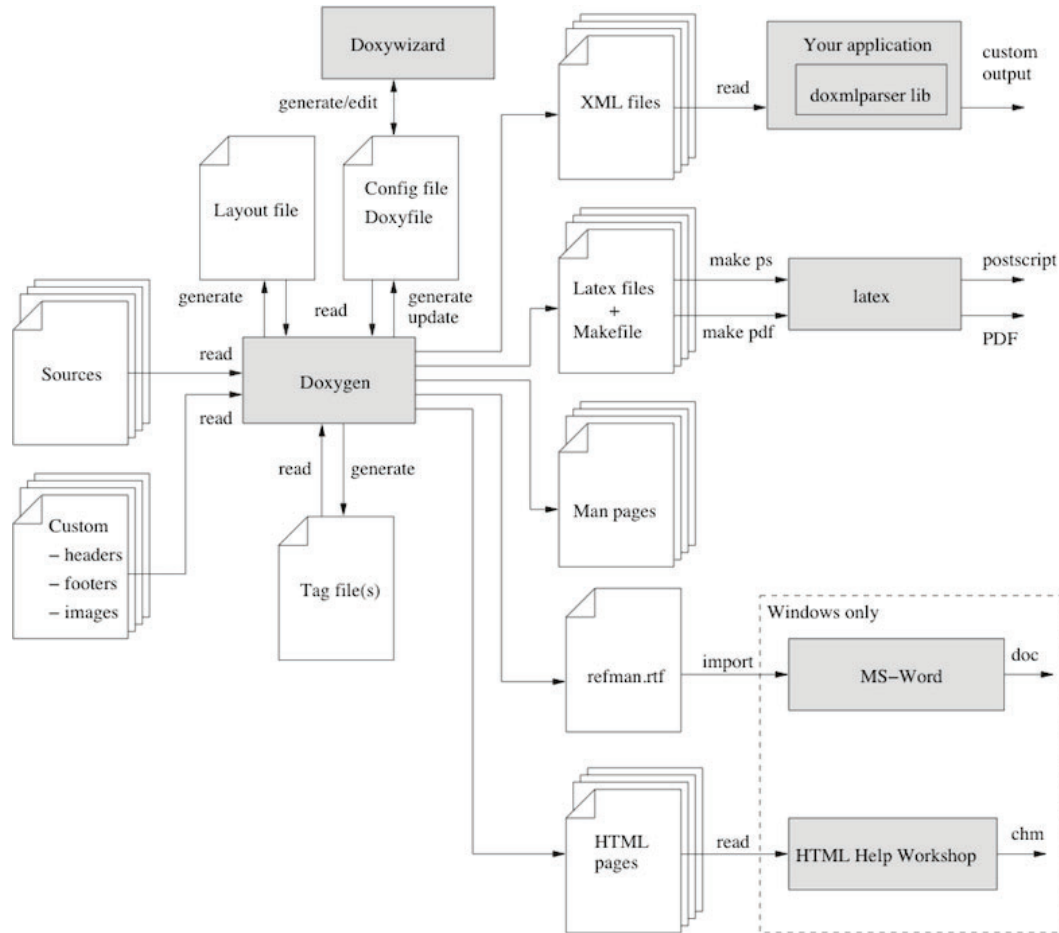 Doxywizard
generate/edit
Layout file
Config file
Doxyfile
generate
read
generate
update
Sources
read
Doxygen
read
Custom
– headers
– footers
– images
read
generate
Tag file(s)
XML files
read
Your application
doxmlparser lib
custom
output
Latex files
+
Makefile
make ps
make pdf
latex
postscript
PDF
Man pages
refman.rtf
import
Windows only
MS–Word
doc
HTML
pages
read
HTML Help Workshop
chm